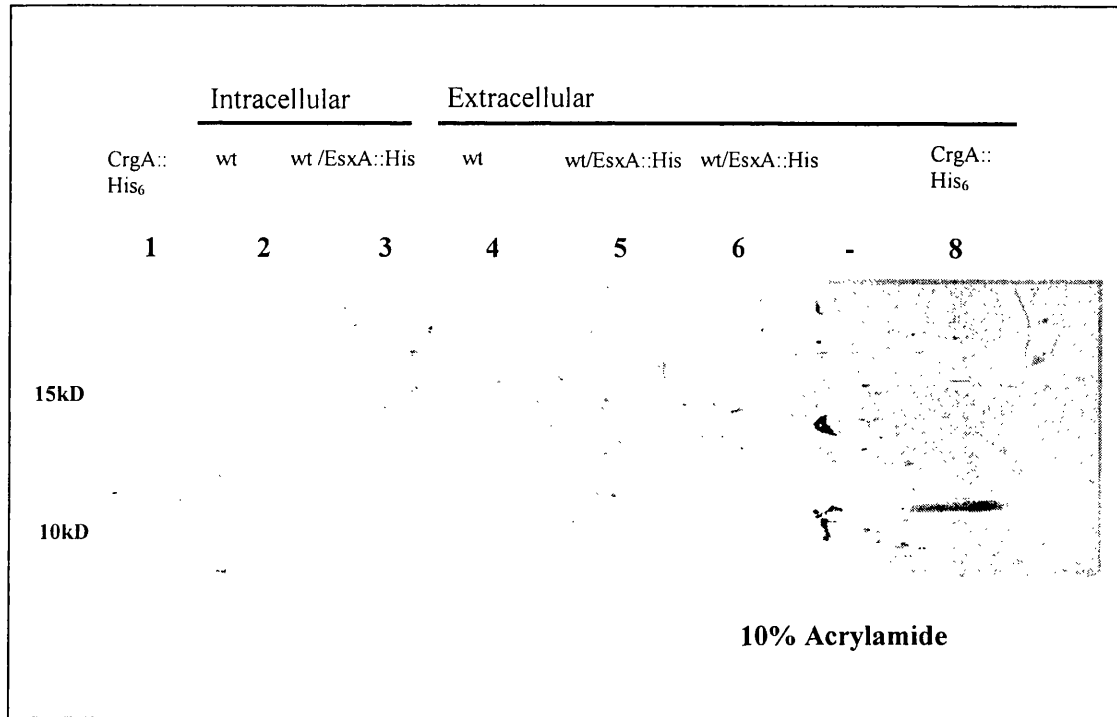 Intracellular Extracellular
CrgA:: wt wt /EsxA::His wt wt/EsxA::His wt/EsxA::His CrgA::
His₆ His₆
1 2 3 4 5 6 - 8
15kD
10kD
10% Acrylamide